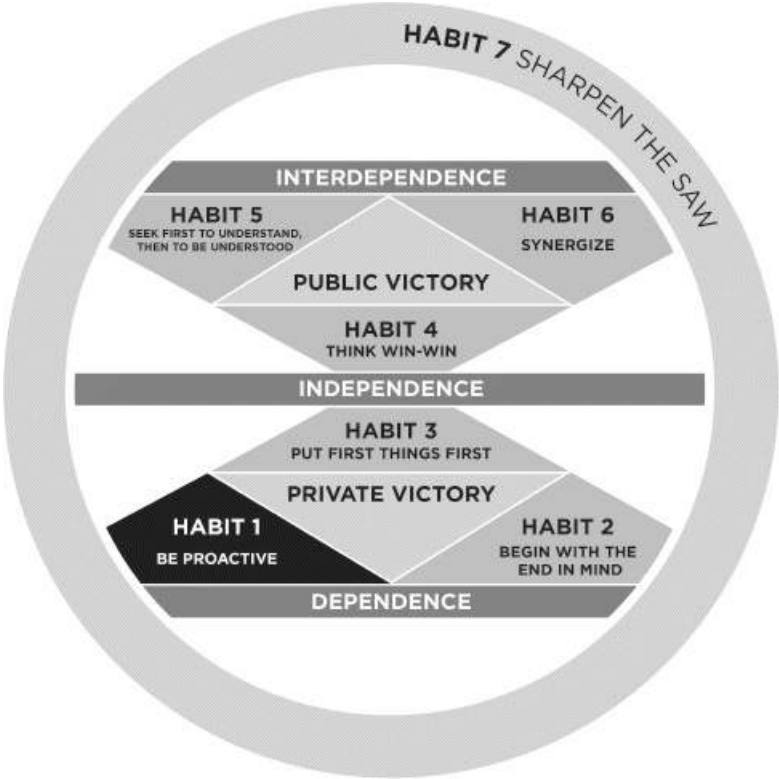 HABIT 7 SHARPEN THE SAW
INTERDEPENDENCE
HABIT 5
SEEK FIRST TO UNDERSTAND,
THEN TO BE UNDERSTOOD
HABIT 6
SYNERGIZE
PUBLIC VICTORY
HABIT 4
THINK WIN-WIN
INDEPENDENCE
HABIT 3
PUT FIRST THINGS FIRST
PRIVATE VICTORY
HABIT 1
BE PROACTIVE
HABIT 2
BEGIN WITH THE
END IN MIND
DEPENDENCE